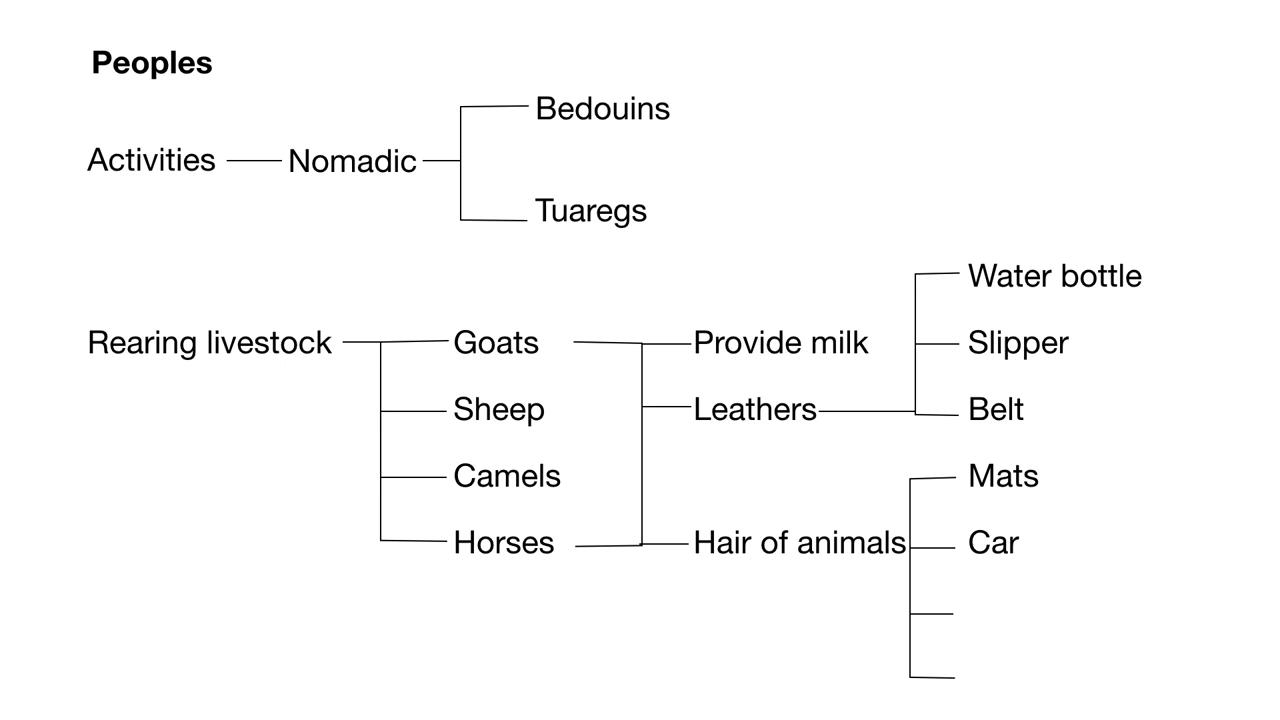 Peoples
Bedouins
Activities
Nomadic
Tuaregs
Water bottle
Rearing livestock
Goats
Provide milk
Slipper
Sheep
Leathers
Belt
Camels
Mats
Horses
Hair of animals
Car